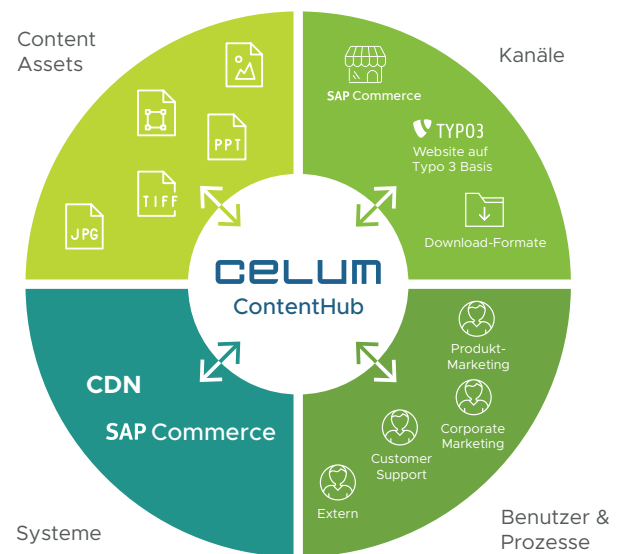 Content
Assets
PPT
TIFF
JPG
Kanäle
SAP Commerce
TYPO3
Website auf
Typo 3 Basis
Download-Formate
CELUM
ContentHub
CDN
SAP Commerce
Systeme
Produkt-
Marketing
Corporate
Marketing
Customer
Support
Extern
Benutzer &
Prozesse